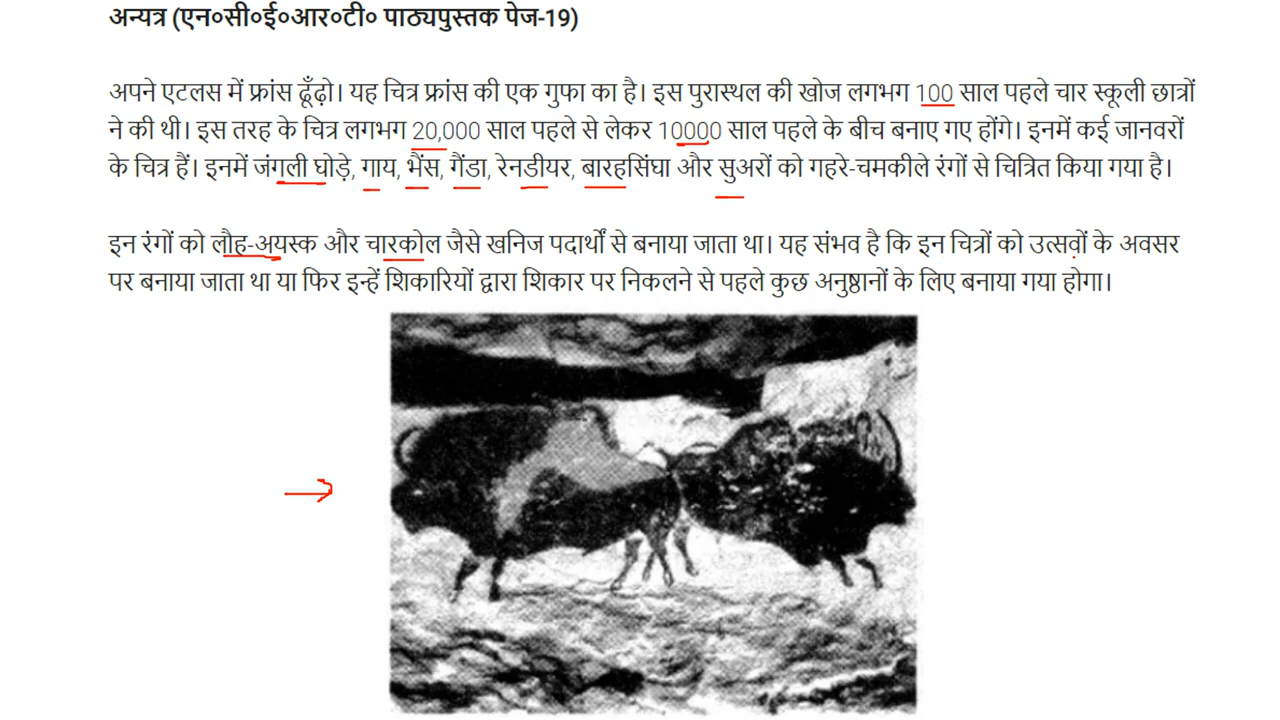 अन्यत्र (एन०सी०ई०आर०टी० पाठ्यपुस्तक पेज-19)
अपने एटलस में फ्रांस ढूँढ़ो। यह चित्र फ्रांस की एक गुफा का है। इस पुरास्थल की खोज लगभग 100 साल पहले चार स्कूली छात्रों
ने की थी। इस तरह के चित्र लगभग 20,000 साल पहले से लेकर 10000 साल पहले के बीच बनाए गए होंगे। इनमें कई जानवरों
के चित्र हैं। इनमें जंगली घोड़े, गाय, भैंस, गैंडा, रेनडीयर, बारहसिंघा और सुअरों को गहरे-चमकीले रंगों से चित्रित किया गया है।
इन रंगों को लौह-अयस्क और चारकोल जैसे खनिज पदार्थों से बनाया जाता था। यह संभव है कि इन चित्रों को उत्सवों के अवसर
पर बनाया जाता था या फिर इन्हें शिकारियों द्वारा शिकार पर निकलने से पहले कुछ अनुष्ठानों के लिए बनाया गया होगा।